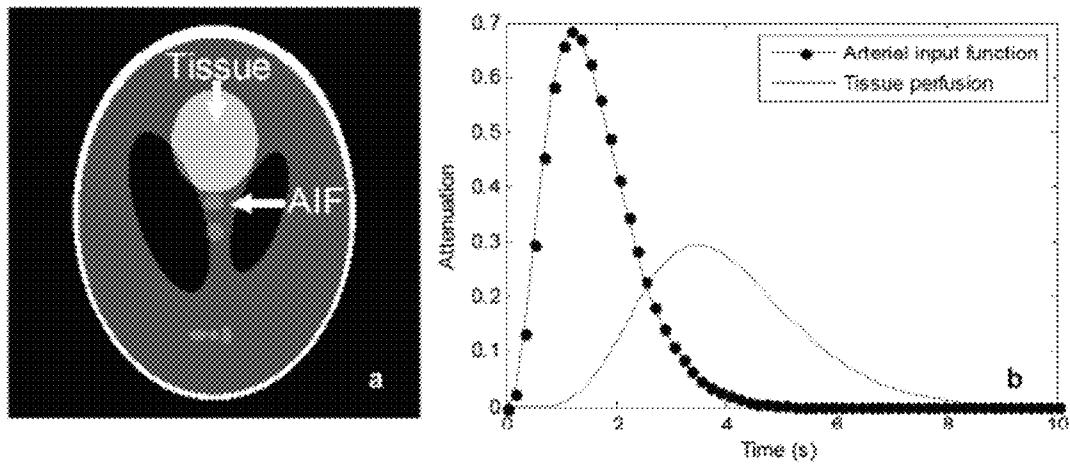 Tissue
AIF
a
0.7
0.6
0.5
0.4
0.3
0.2
0.1
0
Attenuation
Arterial input function
Tissue perfusion
b
0 2 4 6 8 10
Time (s)